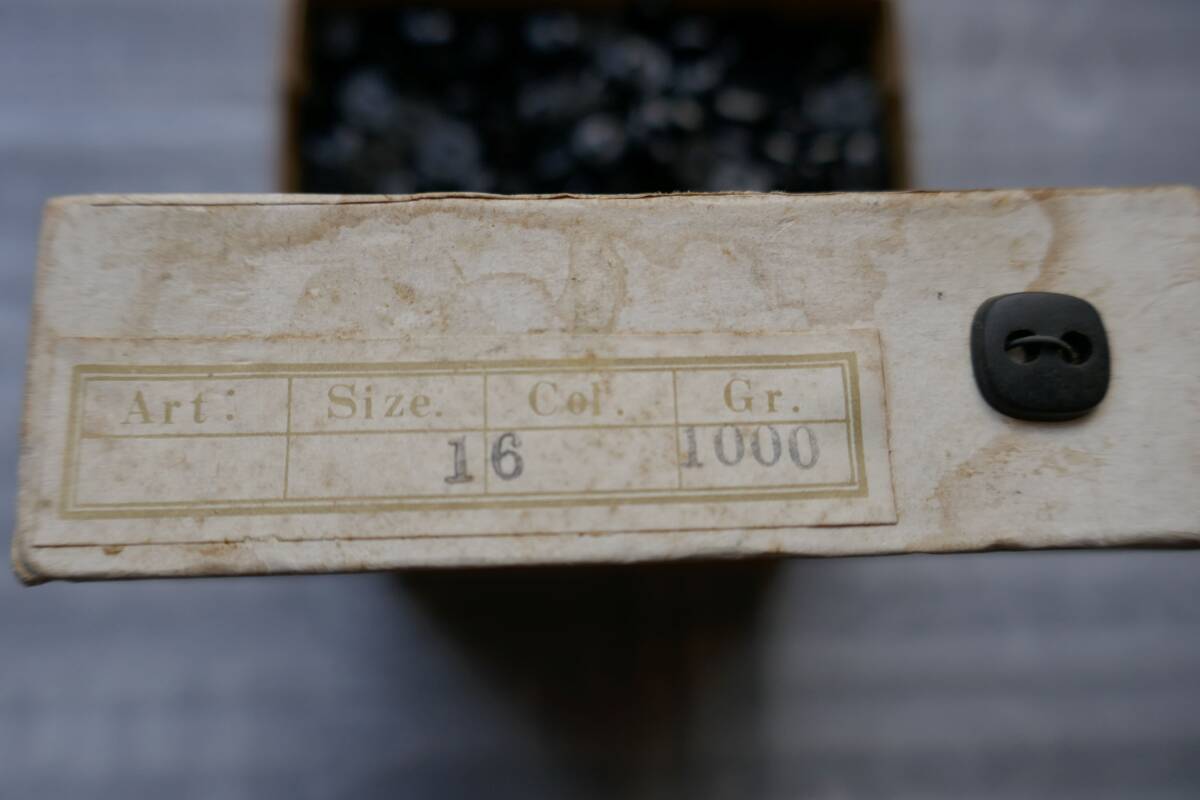 Art: Size. Col. Gr.
16 1000